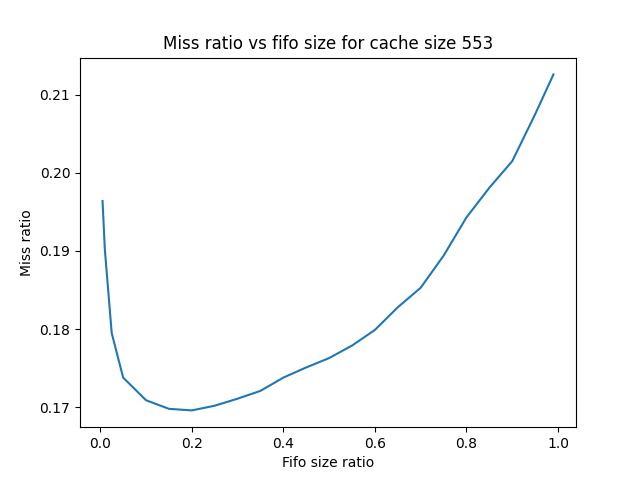 Miss ratio vs fifo size for cache size 553
Miss ratio
0.21
0.20
0.19
0.18
0.17
0.0 0.2 0.4 0.6 0.8 1.0
Fifo size ratio